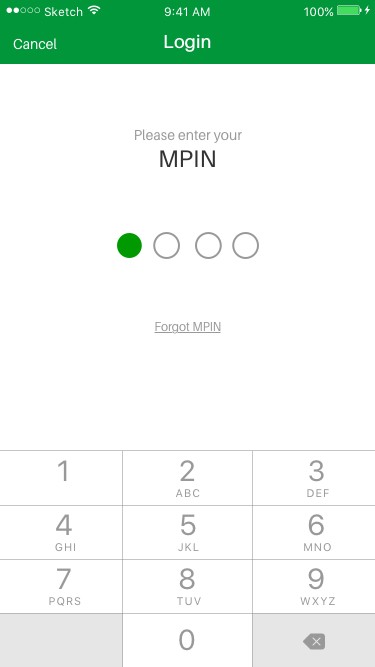 Sketch 9:41 AM 100%
Cancel Login
Please enter your
MPIN
Forgot MPIN
1 2 3
ABC DEF
4 5 6
GHI JKL MNO
7 8 9
PQRS TUV WXYZ
0